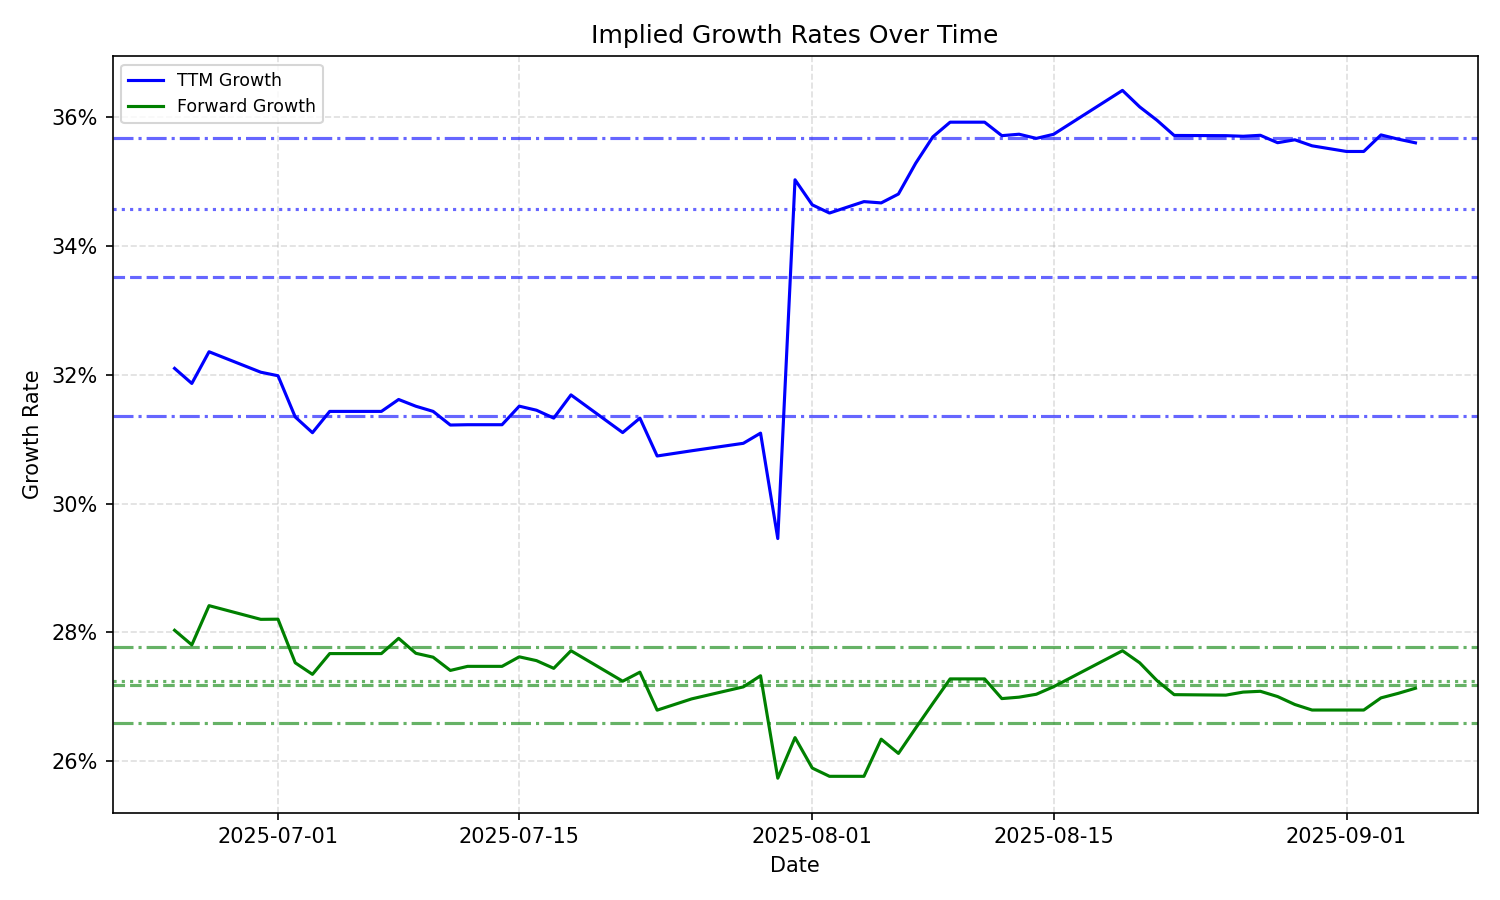 Implied Growth Rates Over Time
TTM Growth
Forward Growth
36%
34%
32%
30%
28%
26%
Growth Rate
2025-07-01
2025-07-15
2025-08-01
2025-08-15
2025-09-01
Date